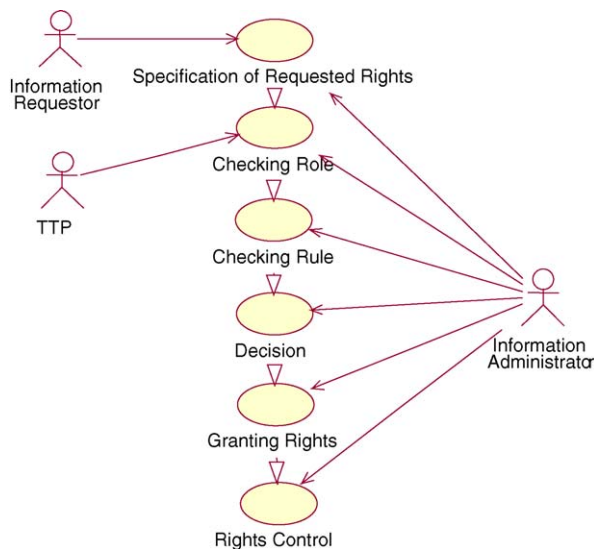 Information
Requestor
Specification of Requested Rights
Checking Role
TTP
Checking Rule
Decision
Information
Administrator
Granting Rights
Rights Control